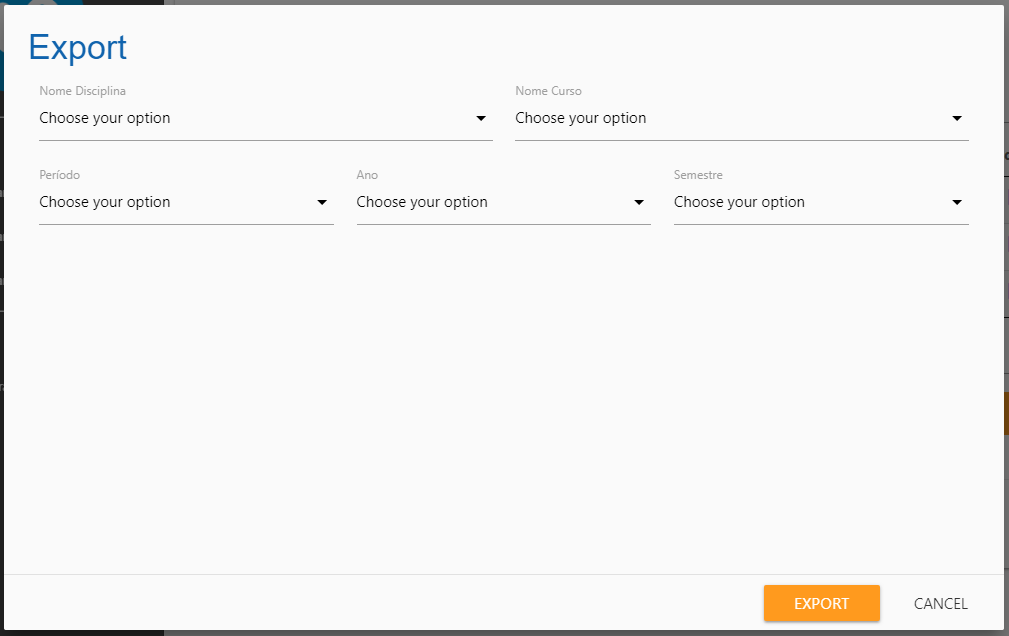 Export
Nome Disciplina
Nome Curso
Choose your option
Choose your option
Período
Ano
Semestre
Choose your option
Choose your option
Choose your option
EXPORT
CANCEL